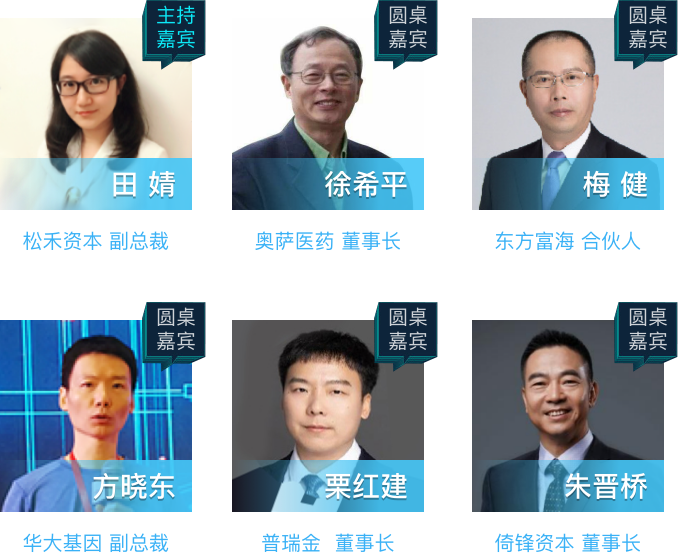 主持
嘉宾
圆桌
嘉宾
圆桌
嘉宾
田 婧
徐希平
梅 健
松禾资本 副总裁
奥萨医药 董事长
东方富海 合伙人
圆桌
嘉宾
圆桌
嘉宾
圆桌
嘉宾
方晓东
栗红建
朱晋桥
华大基因 副总裁
普瑞金 董事长
倚锋资本 董事长